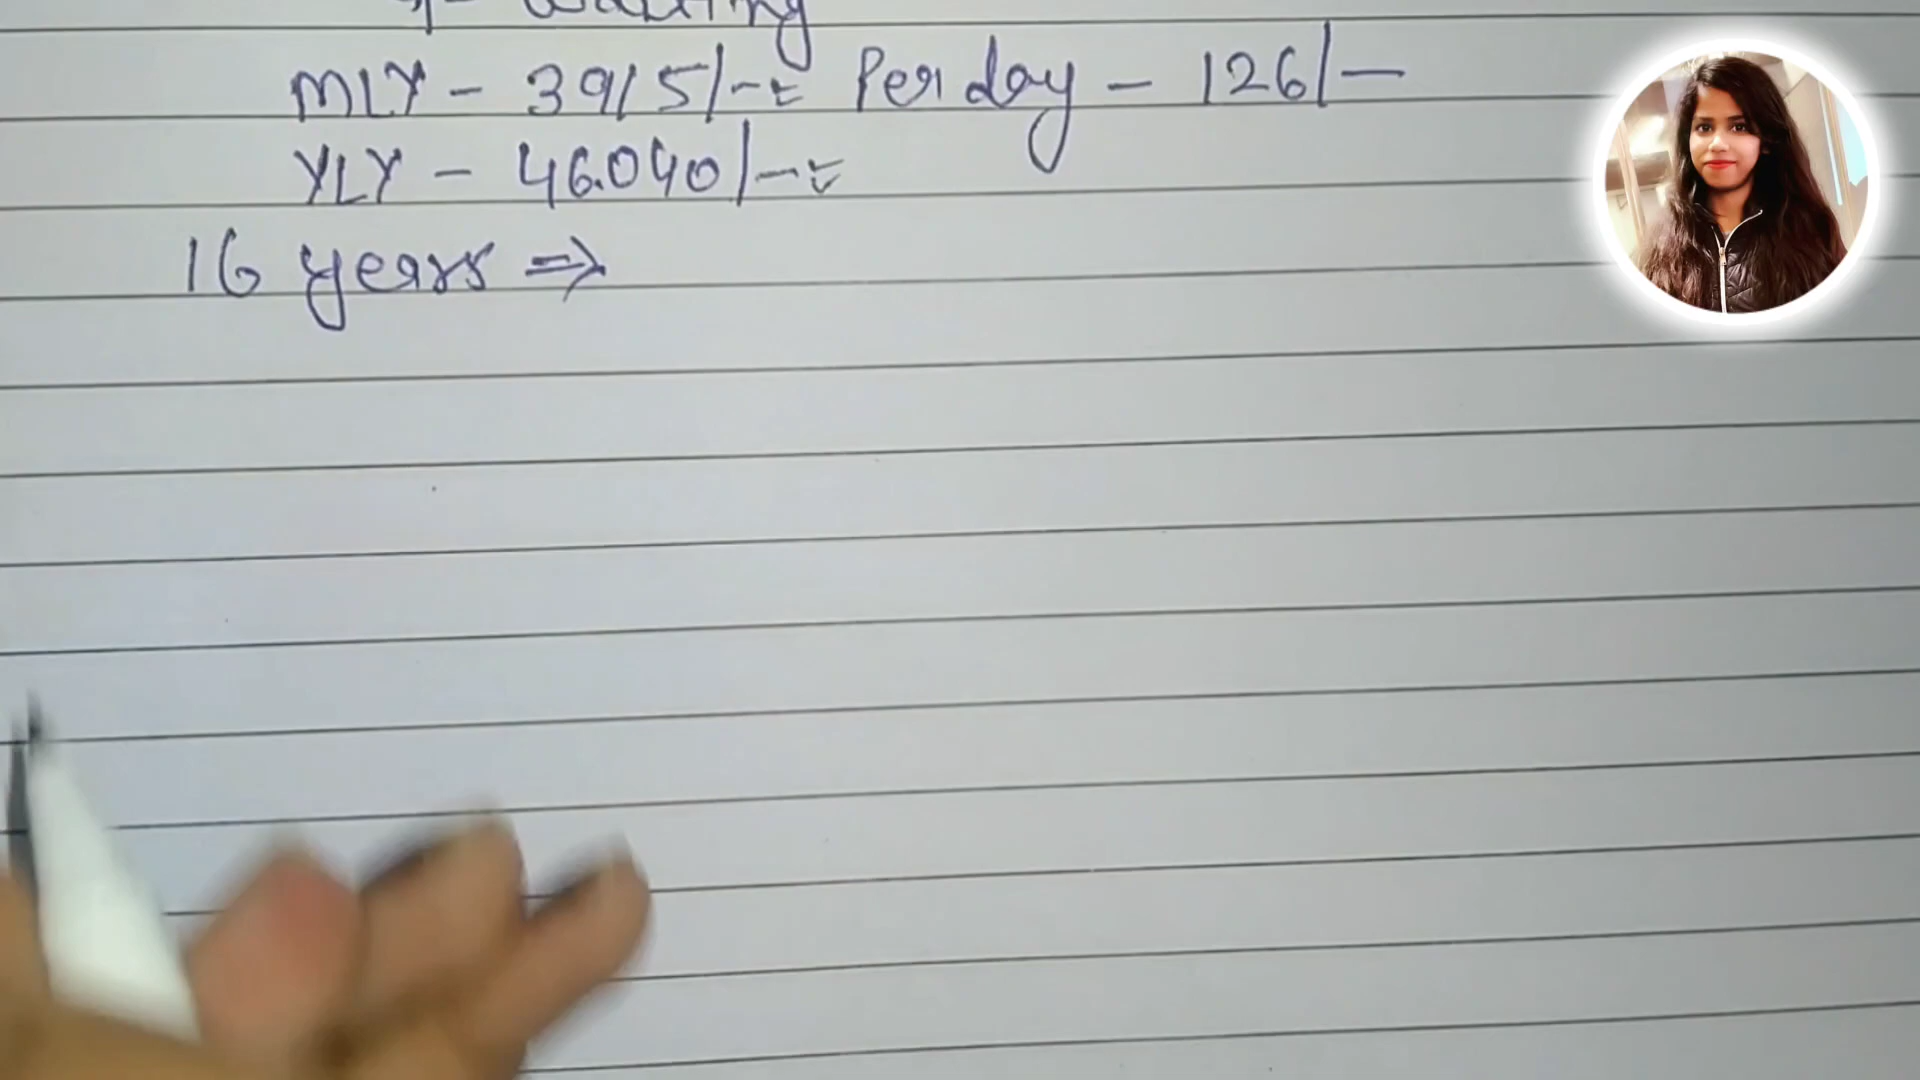 MLY - 3915/-= Per day - 126/-
YLY - 46.040/-=
16 years ⇒